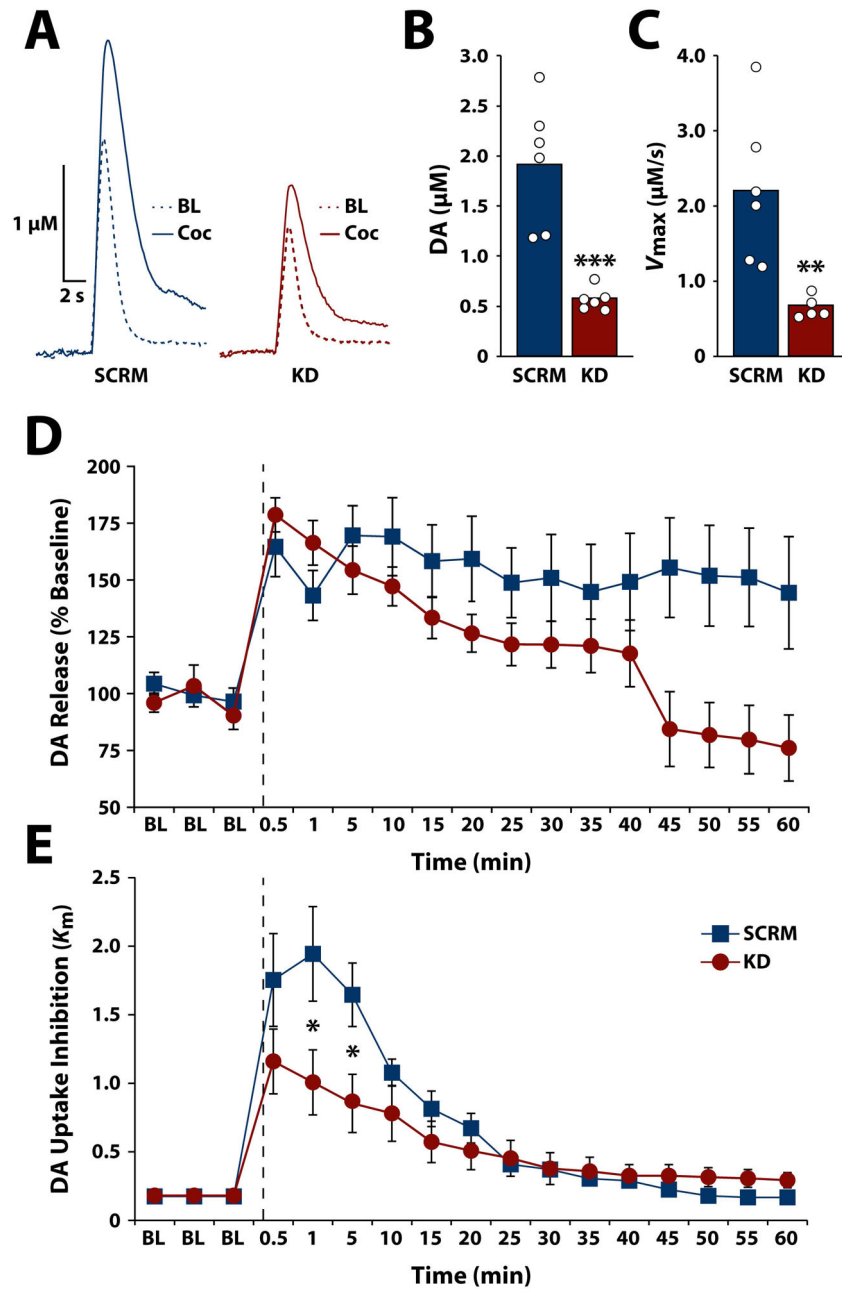 A
1 μM
2 s
BL
Coc
SCRM
BL
Coc
KD
B
DA (μM)
3.0
2.5
2.0
1.5
1.0
0.5
0
***
SCRM KD
C
Vmax (μM/s)
4.0
3.0
2.0
1.0
0
**
SCRM KD
D
DA Release (% Baseline)
200
175
150
125
100
75
50
BL BL BL 0.5 1 5 10 15 20 25 30 35 40 45 50 55 60
Time (min)
E
DA Uptake Inhibition (Km)
2.5
2.0
1.5
1.0
0.5
0
*
*
SCRM
KD
BL BL BL 0.5 1 5 10 15 20 25 30 35 40 45 50 55 60
Time (min)